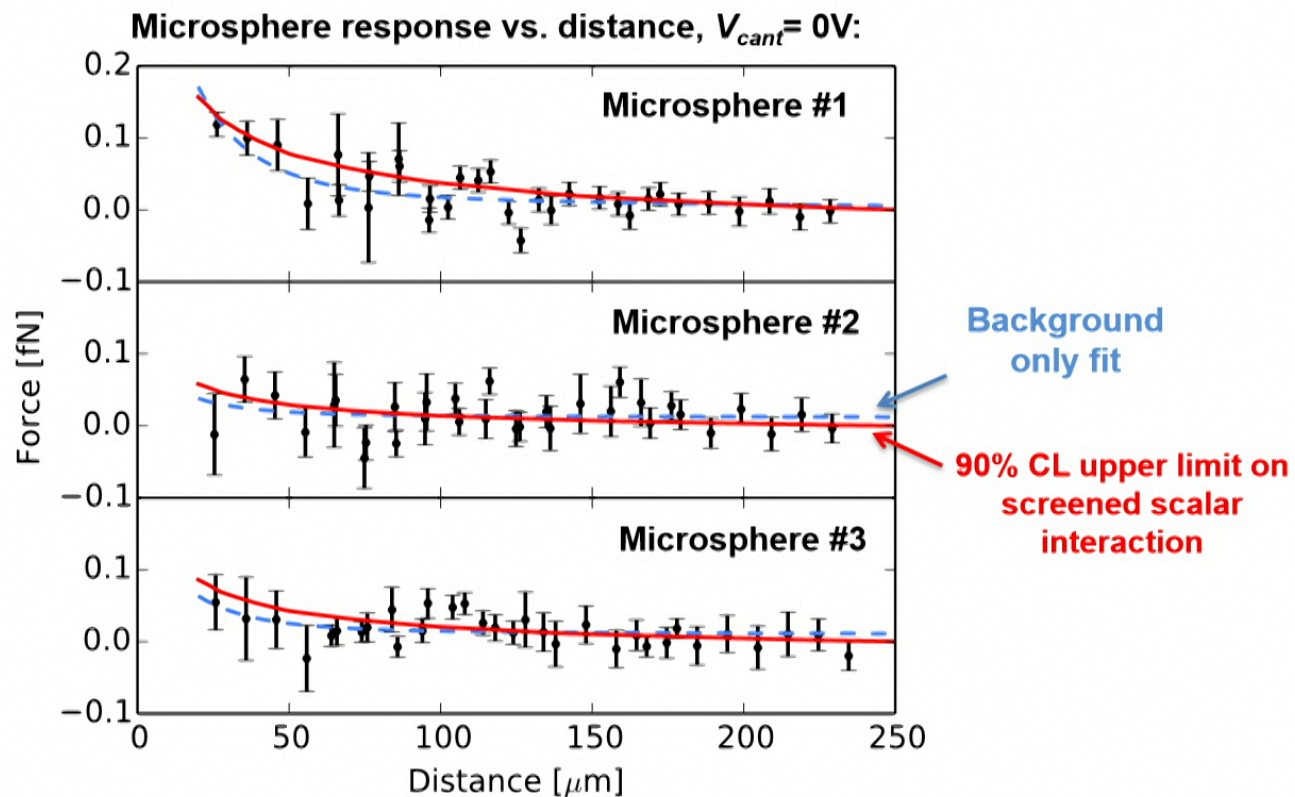 Microsphere response vs. distance, Vcant= 0V:
0.2
Microsphere #1
0.1
0.0
−0.1
Microsphere #2
0.1
0.0
−0.1
Microsphere #3
0.1
0.0
−0.1
0 50 100 150 200 250
Distance [μm]
Force [fN]
Background
only fit
90% CL upper limit on
screened scalar
interaction